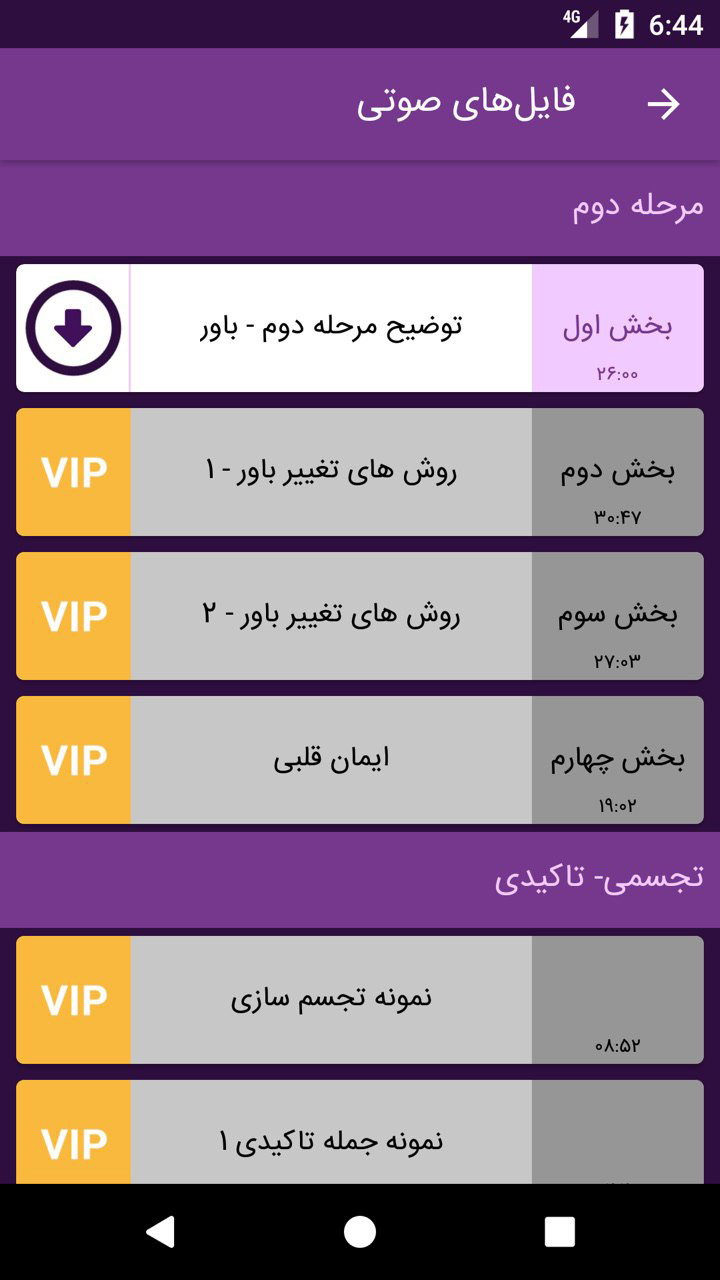 4G 6:44
فایل‌های صوتی
مرحله دوم
بخش اول
توضیح مرحله دوم - باور
۲۶:۰۰
بخش دوم
روش های تغییر باور - ۱
VIP
۳۰:۴۷
بخش سوم
روش های تغییر باور - ۲
VIP
۲۷:۰۳
بخش چهارم
ایمان قلبی
VIP
۱۹:۰۲
تجسمی- تاکیدی
نمونه تجسم سازی
VIP
۰۸:۵۲
نمونه جمله تاکیدی ۱
VIP